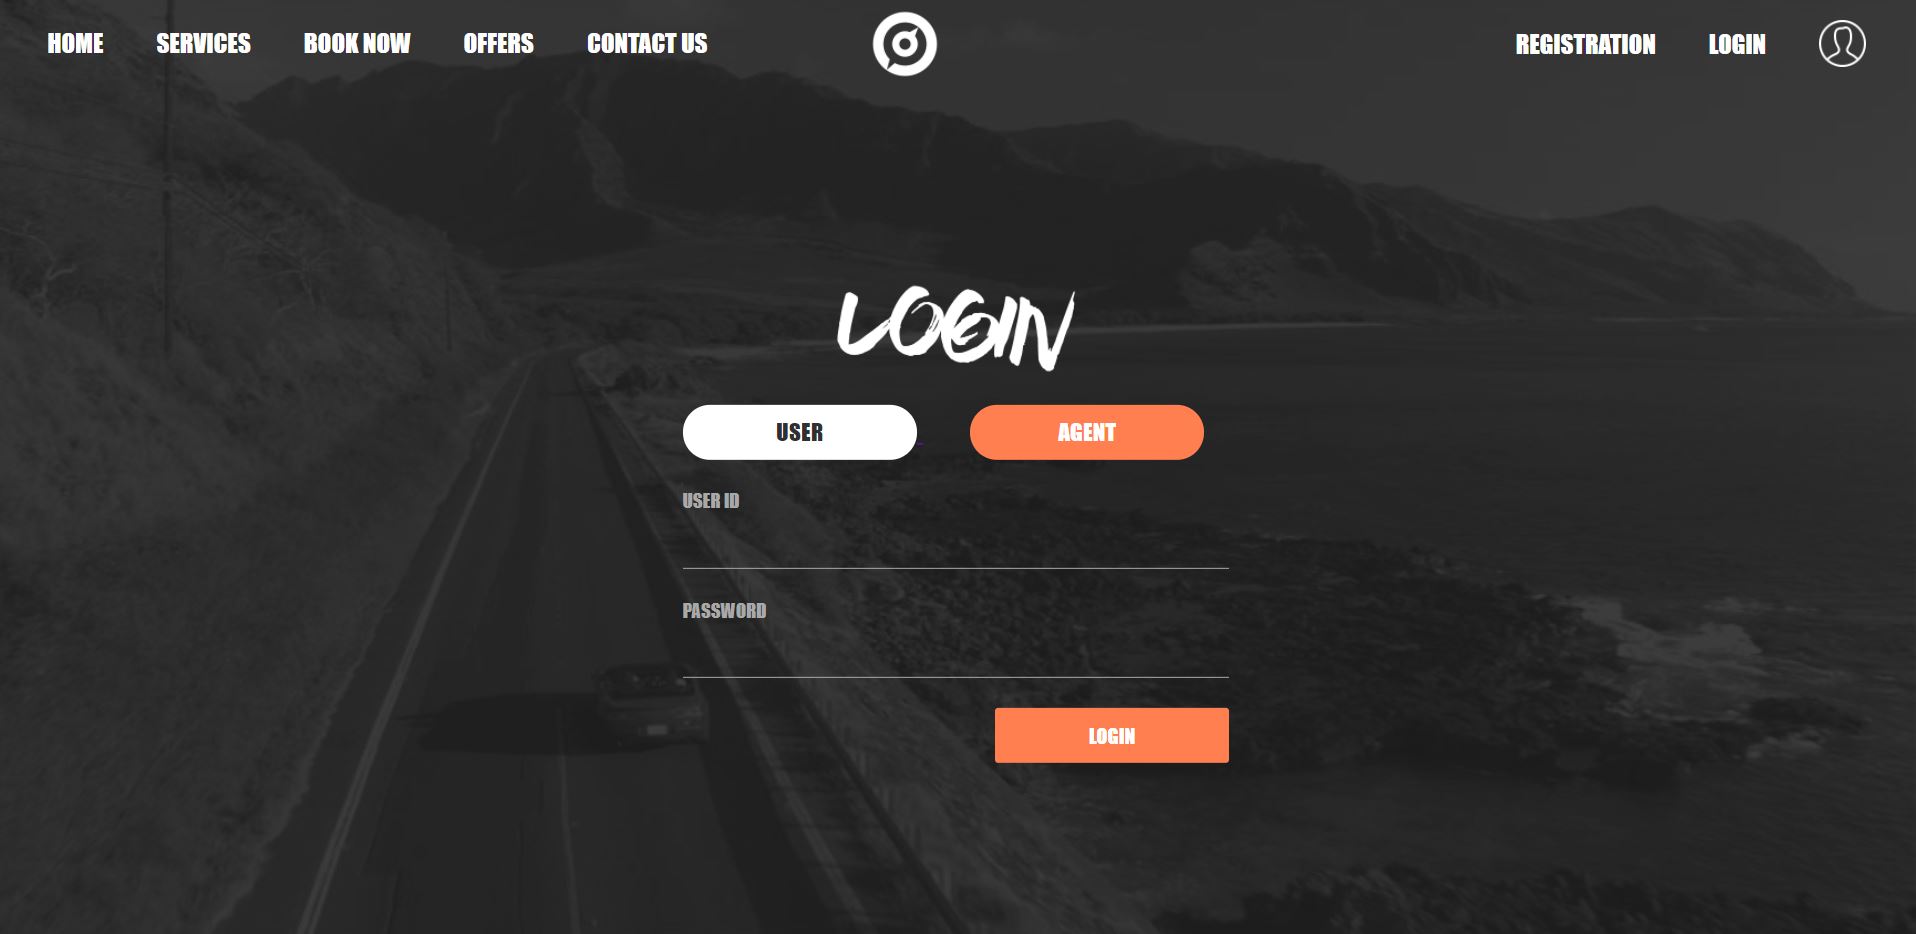 HOME SERVICES BOOK NOW OFFERS CONTACT US REGISTRATION LOGIN
LOGIN
USER AGENT
USER ID
PASSWORD
LOGIN